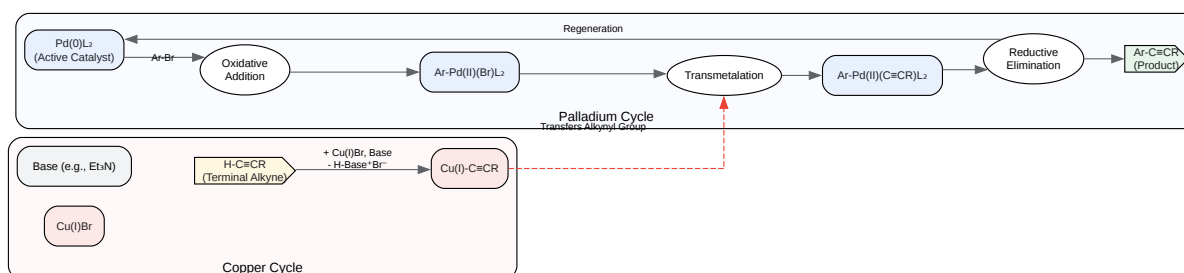 Regeneration
Pd(0)L₂
(Active Catalyst)
Ar-Br
Oxidative
Addition
Ar-Pd(II)(Br)L₂
Transmetalation
Ar-Pd(II)(C≡CR)L₂
Reductive
Elimination
Ar-C≡CR
(Product)
Palladium Cycle
Transfers Alkynyl Group
Base (e.g., Et₃N)
H-C≡CR
(Terminal Alkyne)
+ Cu(I)Br, Base
- H-Base⁺Br⁻
Cu(I)-C≡CR
Cu(I)Br
Copper Cycle